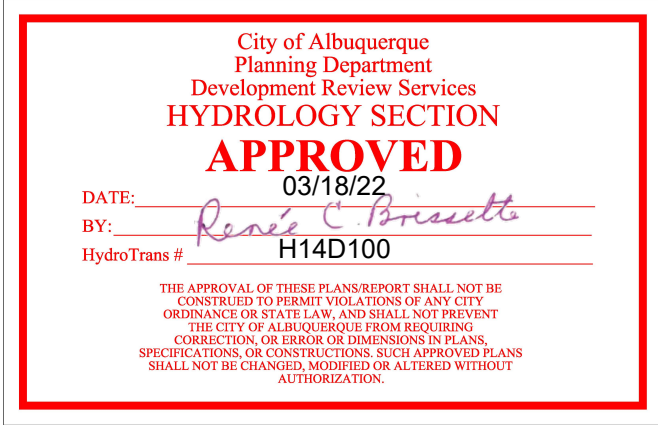 City of Albuquerque
Planning Department
Development Review Services
HYDROLOGY SECTION
APPROVED
DATE: 03/18/22
BY: Renée C. Brissette
HydroTrans # H14D100
THE APPROVAL OF THESE PLANS/REPORT SHALL NOT BE
CONSTRUED TO PERMIT VIOLATIONS OF ANY CITY
ORDINANCE OR STATE LAW, AND SHALL NOT PREVENT
THE CITY OF ALBUQUERQUE FROM REQUIRING
CORRECTION, OR ERROR OR DIMENSIONS IN PLANS,
SPECIFICATIONS, OR CONSTRUCTIONS. SUCH APPROVED PLANS
SHALL NOT BE CHANGED, MODIFIED OR ALTERED WITHOUT
AUTHORIZATION.